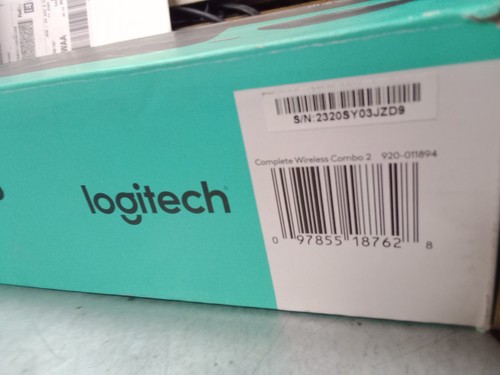 S/N:2320SY03JZD9
Complete Wireless Combo 2 920-011894
logitech
0 97855 18762 8